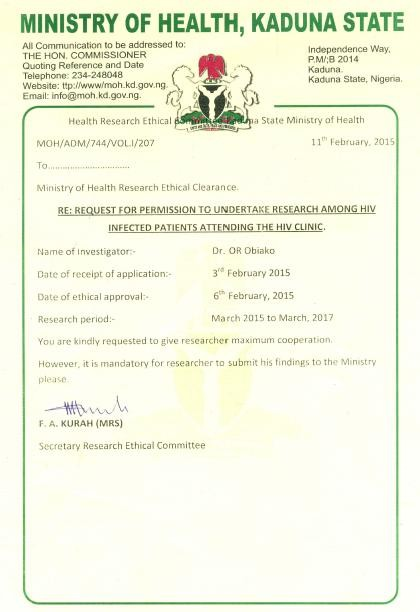 MINISTRY OF HEALTH, KADUNA STATE
All Communication to be addressed to:
THE HON. COMMISSIONER
Quoting Reference and Date
Telephone: 234-248048
Website: ttp://www/moh.kd.gov.ng.
Email: info@moh.kd.gov.ng.
Independence Way,
P.M/;B 2014
Kaduna.
Kaduna State, Nigeria.
Health Research Ethical Committee Kaduna State Ministry of Health
MOH/ADM/744/VOL.I/207
11th February, 2015
To..............................
Ministry of Health Research Ethical Clearance.
RE: REQUEST FOR PERMISSION TO UNDERTAKE RESEARCH AMONG HIV
INFECTED PATIENTS ATTENDING THE HIV CLINIC.
Name of Investigator:- Dr. OR Obiako
Date of receipt of application:- 3rd February 2015
Date of ethical approval:- 6th February, 2015
Research period:- March 2015 to March, 2017
You are kindly requested to give researcher maximum cooperation.
However, it is mandatory for researcher to submit his findings to the Ministry
please.
F. A. KURAH (MRS)
Secretary Research Ethical Committee